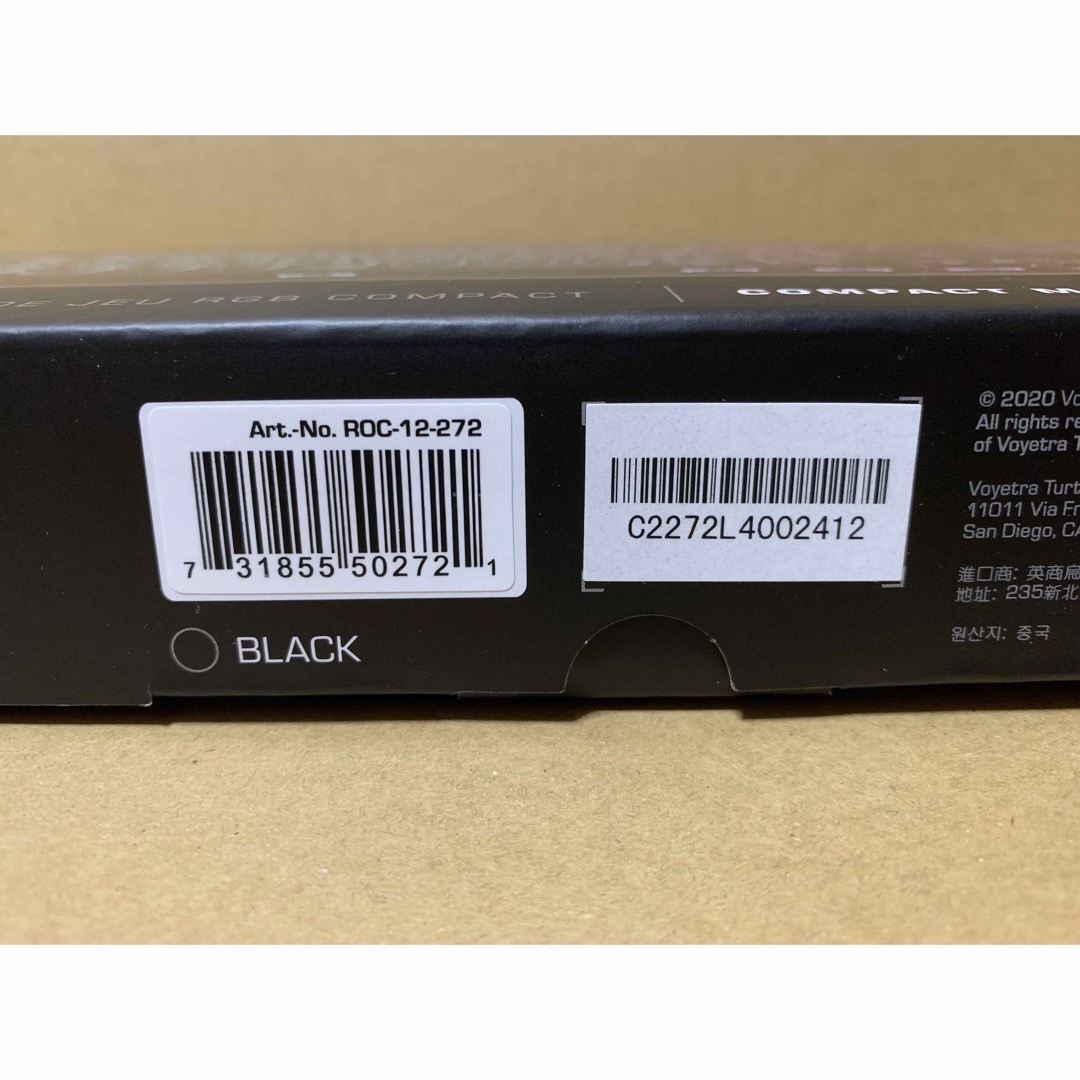 DE JEU RGB COMPACT | COMPACT M
Art.-No. ROC-12-272
7 31855 50272 1
BLACK
C2272L4002412
© 2020 Vo
All rights re
of Voyetra T
Voyetra Turt
11011 Via Fr
San Diego, CA
進口商: 英商烏
地址: 235新北
원산지: 중국